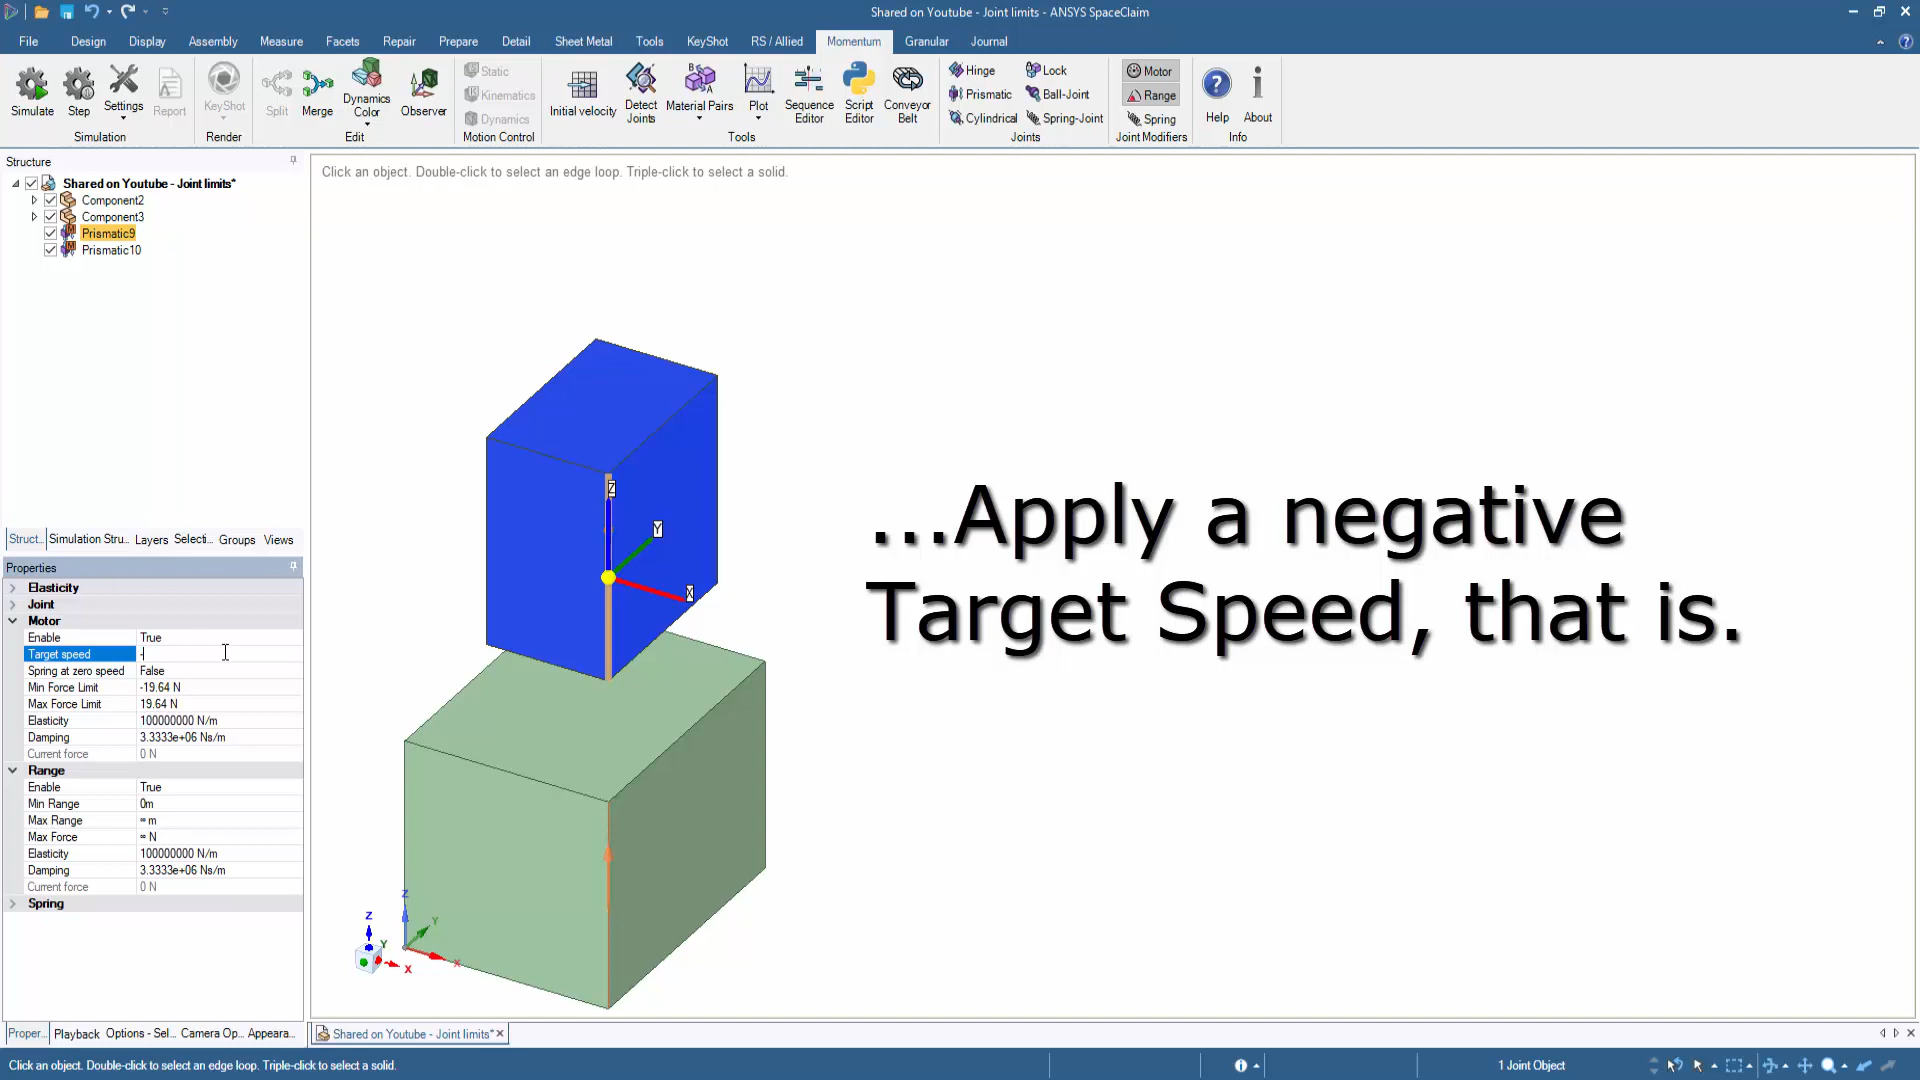 Shared on Youtube - Joint limits - ANSYS SpaceClaim
File Design Display Assembly Measure Facets Repair Prepare Detail Sheet Metal Tools KeyShot RS / Allied Momentum Granular Journal
Simulate Step Settings Report
Simulation
KeyShot
Render
Split Merge Dynamics Color Observer
Edit
Static
Kinematics
Dynamics
Motion Control
Initial velocity Detect Joints Material Pairs Plot Sequence Editor Script Editor Conveyor Belt
Tools
Hinge Lock
Prismatic Ball-Joint
Cylindrical Spring-Joint
Joints
Motor
Range
Spring
Joint Modifiers
Help About
Info
Structure
Shared on Youtube - Joint limits*
Component2
Component3
Prismatic9
Prismatic10
Click an object. Double-click to select an edge loop. Triple-click to select a solid.
Z
Y
X
...Apply a negative
Target Speed, that is.
Struct... Simulation Stru... Layers Selecti... Groups Views
Properties
Elasticity
Joint
Motor
Enable True
Target speed -
Spring at zero speed False
Min Force Limit -19.64 N
Max Force Limit 19.64 N
Elasticity 100000000 N/m
Damping 3.3333e+06 Ns/m
Current force 0 N
Range
Enable True
Min Range 0m
Max Range ∞ m
Max Force ∞ N
Elasticity 100000000 N/m
Damping 3.3333e+06 Ns/m
Current force 0 N
Spring
Z
Y
X
Z
Y
X
Proper... Playback Options - Sel... Camera Op... Appeara...
Shared on Youtube - Joint limits*
Click an object. Double-click to select an edge loop. Triple-click to select a solid.
1 Joint Object